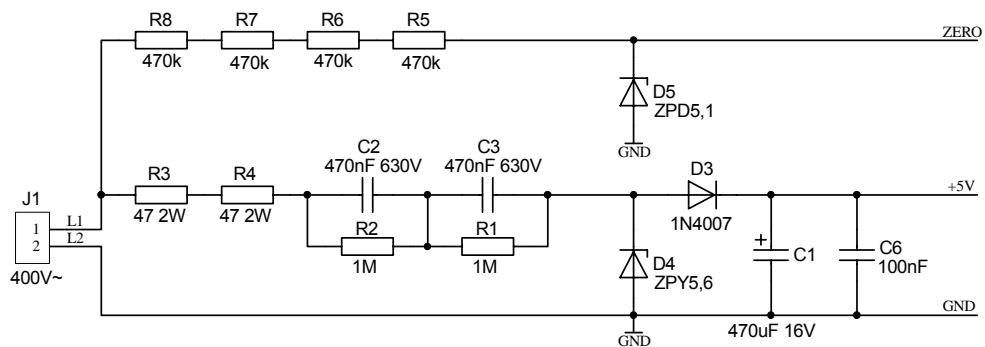 R8 R7 R6 R5
ZERO
470k 470k 470k 470k
D5
ZPD5,1
GND
C2 C3
470nF 630V 470nF 630V
R3 R4 D3
+5V
J1
47 2W 47 2W 1N4007
L1
1
L2
2
R2 R1
C1
C6
100nF
400V~
1M 1M
D4
ZPY5,6
+
GND
GND
470uF 16V